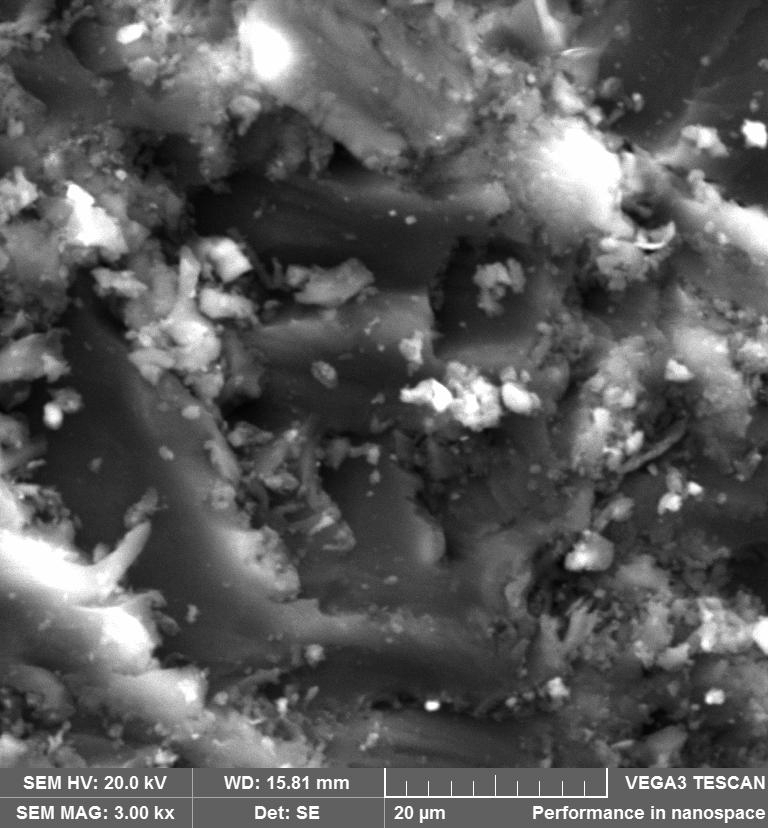 SEM HV: 20.0 kV WD: 15.81 mm VEGA3 TESCAN
SEM MAG: 3.00 kx Det: SE 20 µm Performance in nanospace